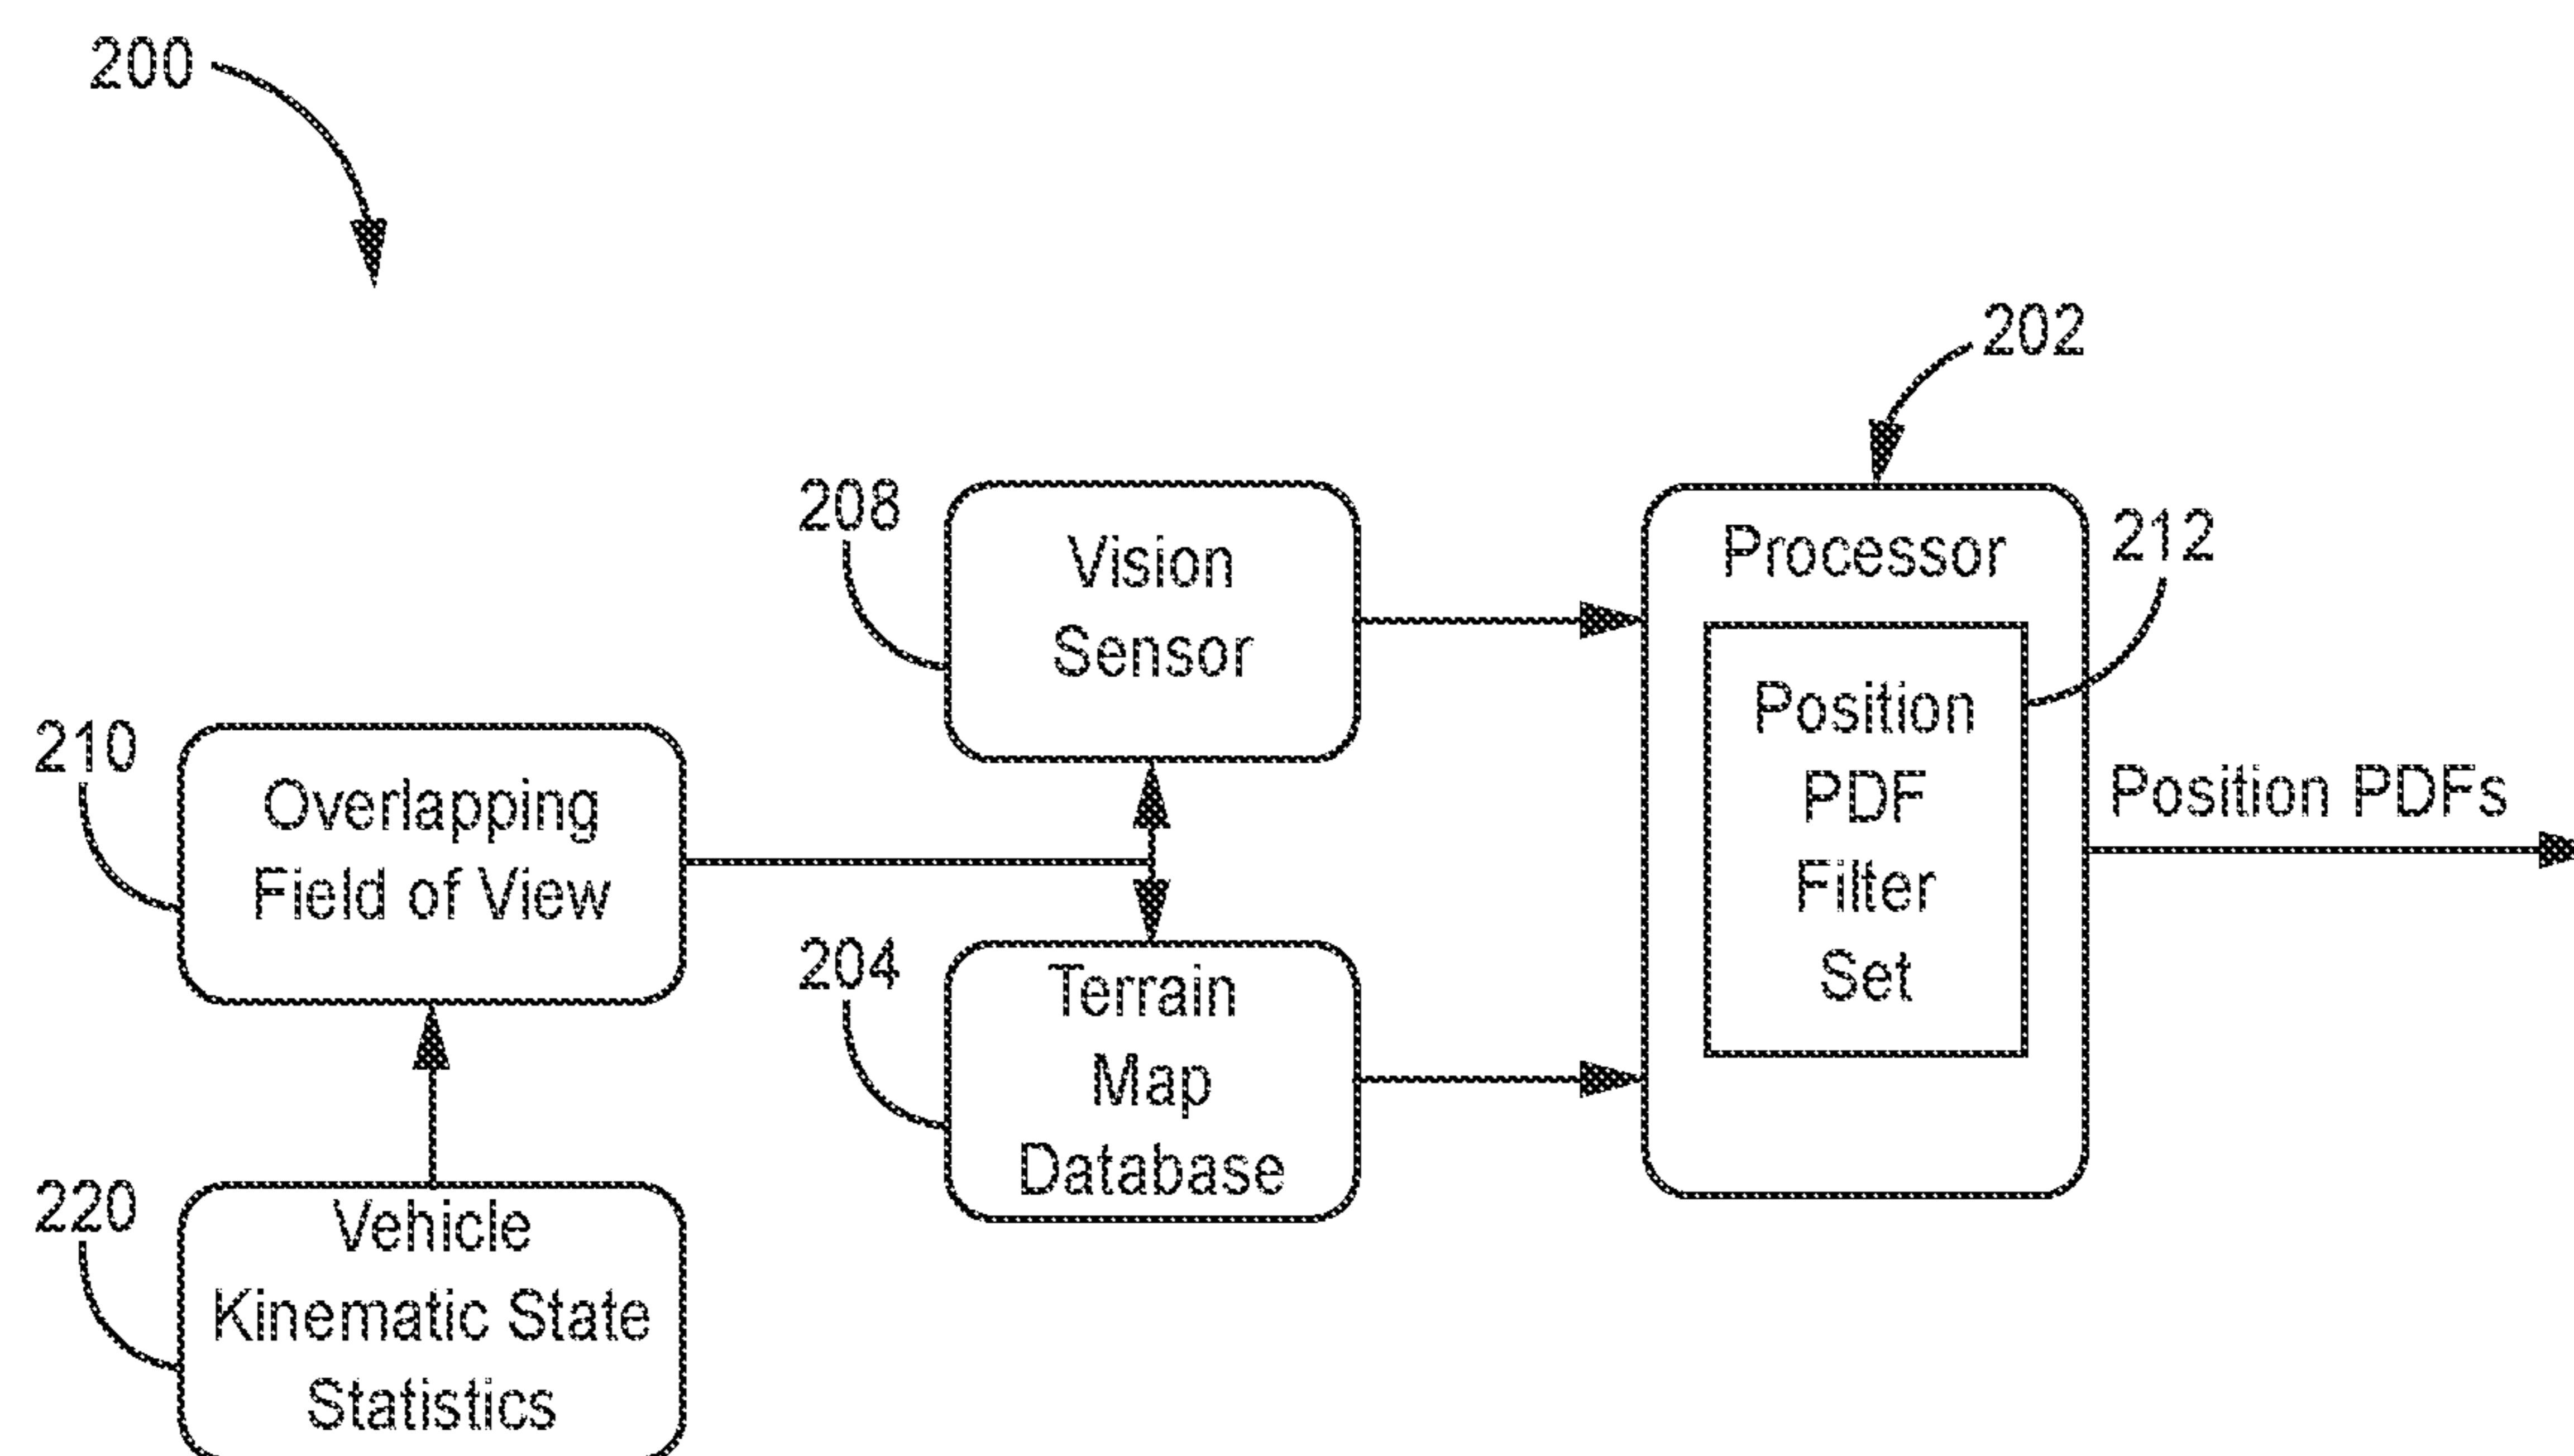 200
202
208
Vision
Sensor
Processor
212
Position
PDF
Filter
Set
210
Overlapping
Field of View
Position PDFs
204
Terrain
Map
Database
220
Vehicle
Kinematic State
Statistics